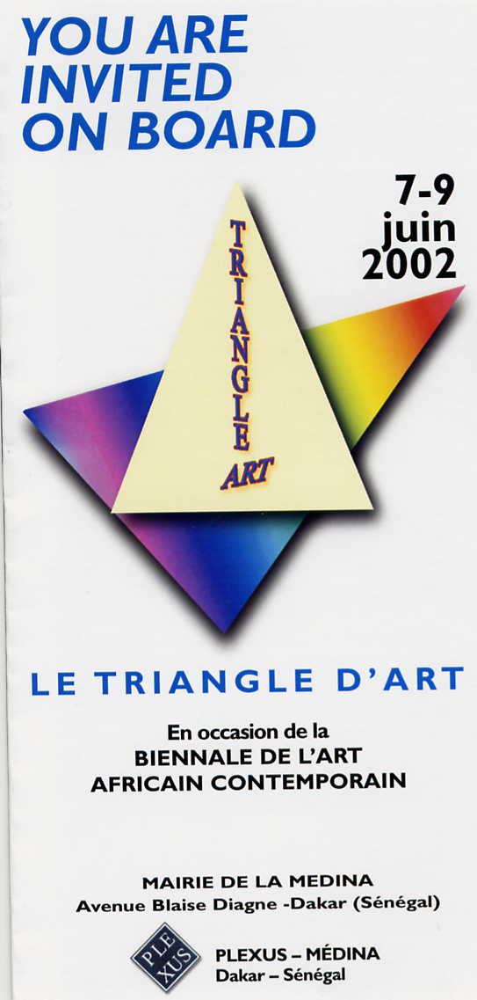 YOU ARE
INVITED
ON BOARD
7-9
juin
2002
TRIANGLE
ART
LE TRIANGLE D'ART
En occasion de la
BIENNALE DE L'ART
AFRICAIN CONTEMPORAIN
MAIRIE DE LA MEDINA
Avenue Blaise Diagne -Dakar (Sénégal)
PLE
XUS
PLEXUS – MÉDINA
Dakar – Sénégal